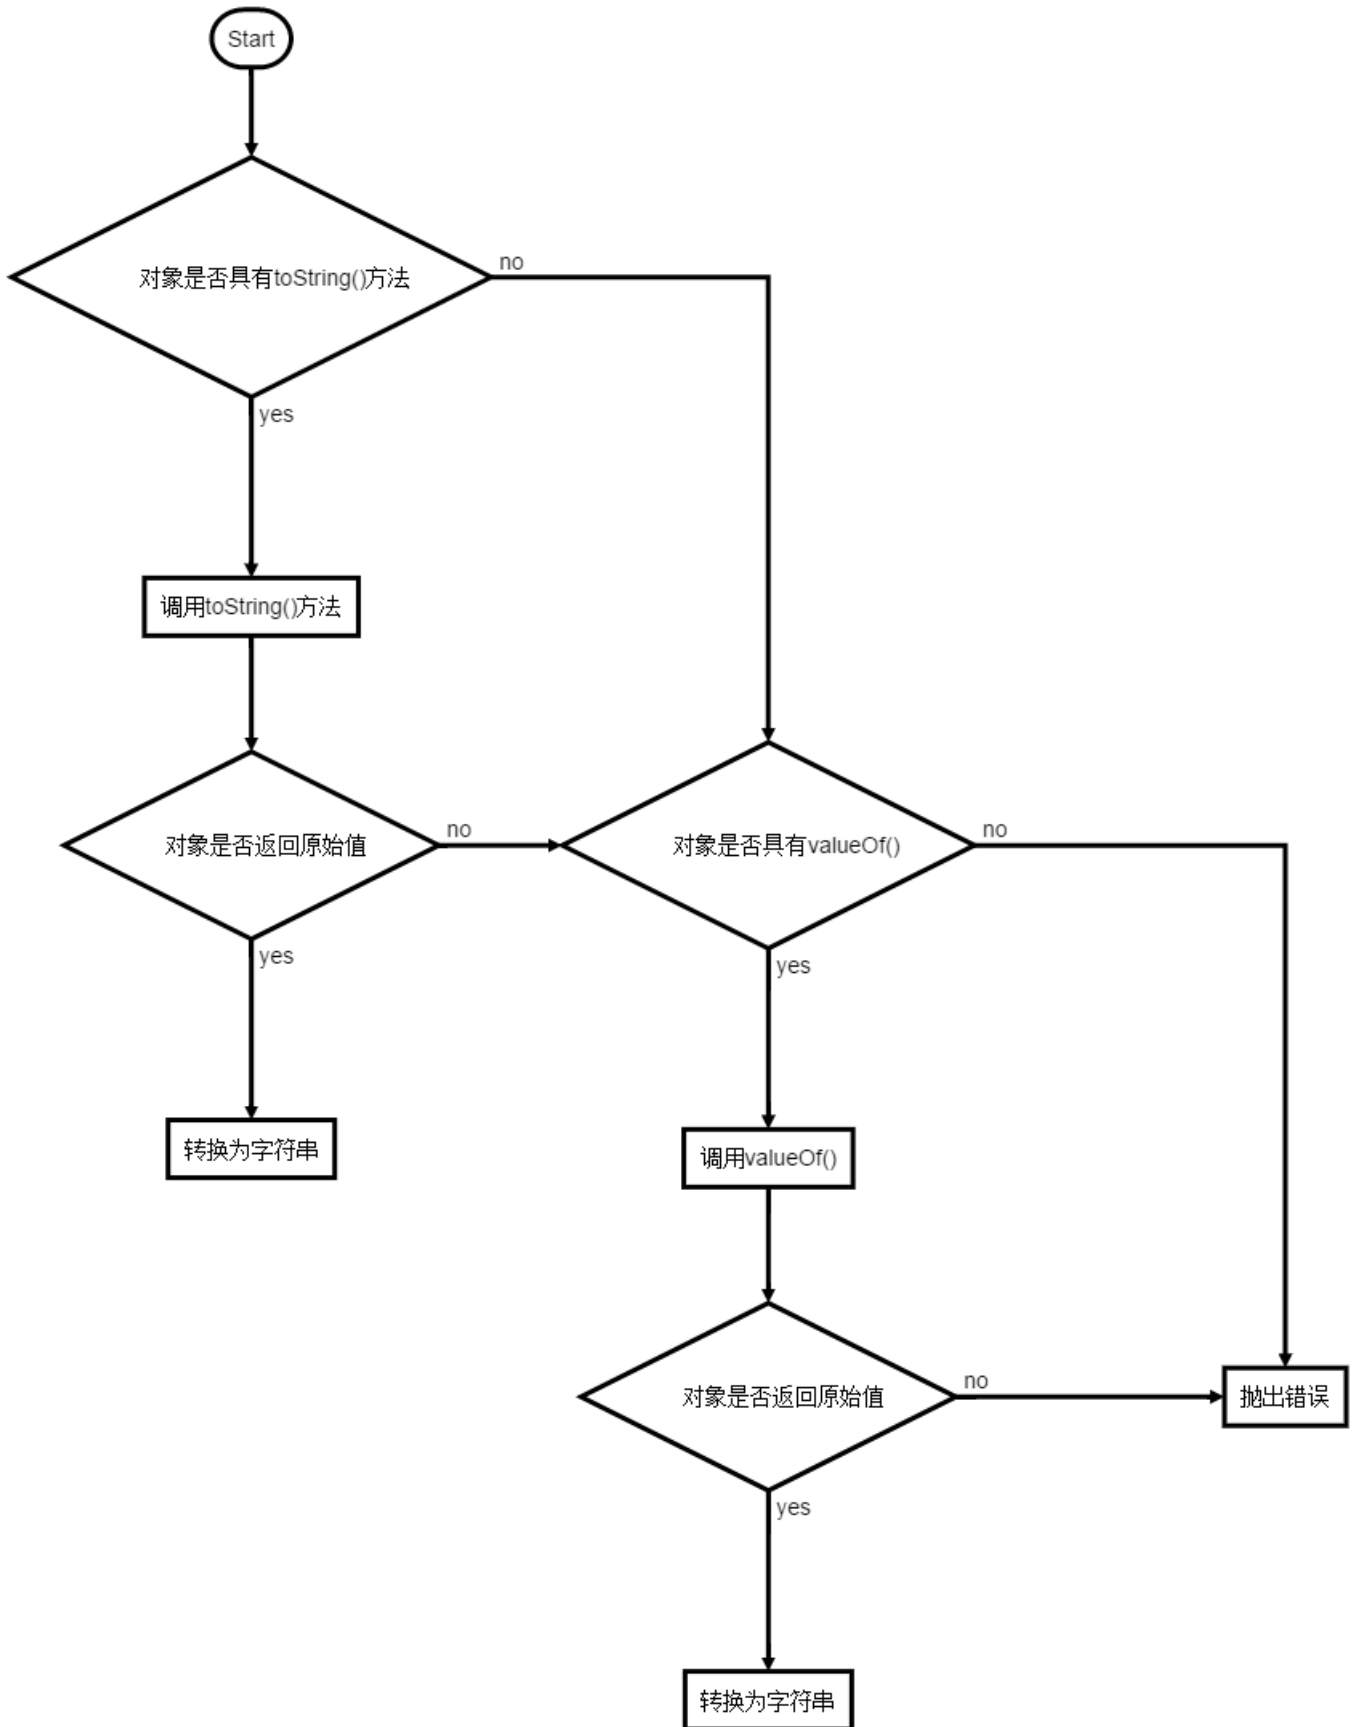 Start
对象是否具有toString()方法
no
yes
调用toString()方法
对象是否返回原始值
no
对象是否具有valueOf()
no
yes
yes
转换为字符串
调用valueOf()
对象是否返回原始值
no
抛出错误
yes
转换为字符串